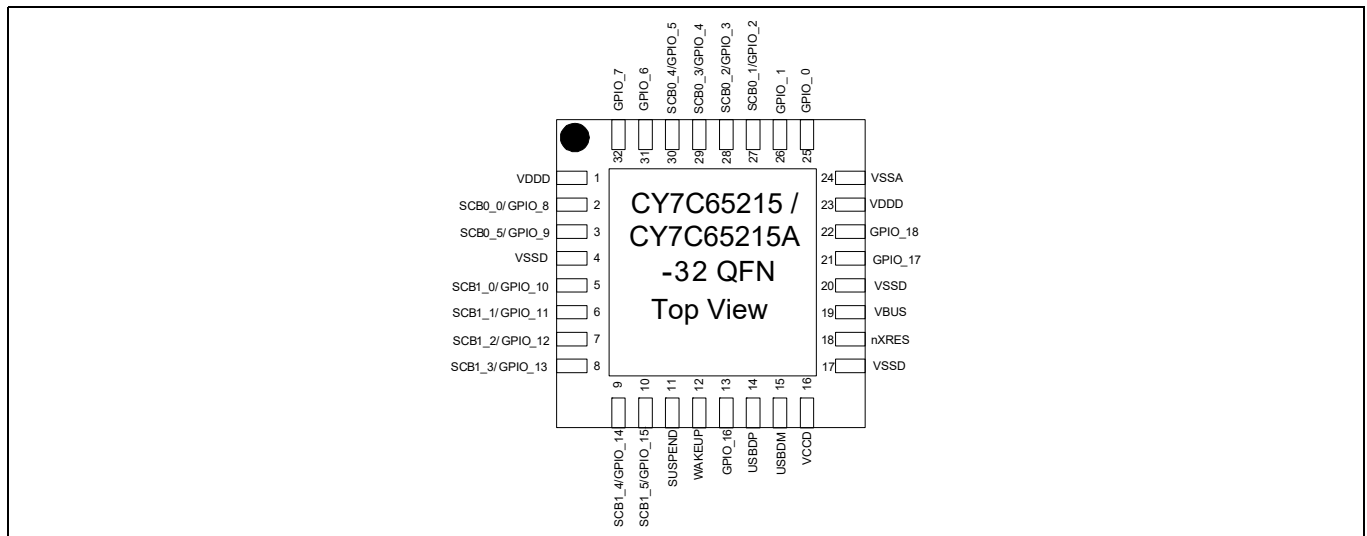 GPIO_7
GPIO_6
SCB0_4/GPIO_5
SCB0_3/GPIO_4
SCB0_2/GPIO_3
SCB0_1/GPIO_2
GPIO_1
GPIO_0
32
31
30
29
28
27
26
25
VDDD 1
SCB0_0/GPIO_8 2
SCB0_5/GPIO_9 3
VSSD 4
SCB1_0/GPIO_10 5
SCB1_1/GPIO_11 6
SCB1_2/GPIO_12 7
SCB1_3/GPIO_13 8
CY7C65215 /
CY7C65215A
-32 QFN
Top View
24 VSSA
23 VDDD
22 GPIO_18
21 GPIO_17
20 VSSD
19 VBUS
18 nXRES
17 VSSD
9
10
11
12
13
14
15
16
SCB1_4/GPIO_14
SCB1_5/GPIO_15
SUSPEND
WAKEUP
GPIO_16
USBDP
USBDM
VCCD